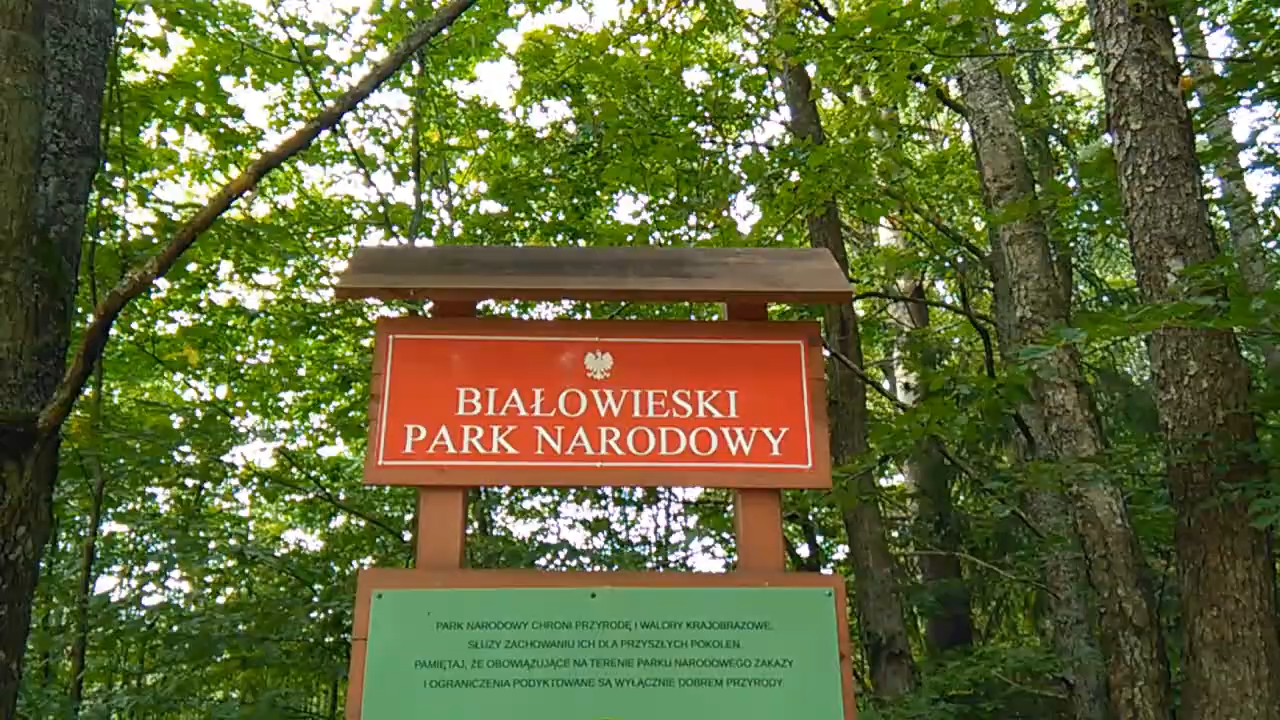 BIAŁOWIESKI
PARK NARODOWY
PARK NARODOWY CHRONI PRZYRODĘ I WALORY KRAJOBRAZOWE,
SŁUŻY ZACHOWANIU ICH DLA PRZYSZŁYCH POKOLEŃ.
PAMIĘTAJ, ŻE OBOWIĄZUJĄCE NA TERENIE PARKU NARODOWEGO ZAKAZY
I OGRANICZENIA PODYKTOWANE SĄ WYŁĄCZNIE DOBREM PRZYRODY